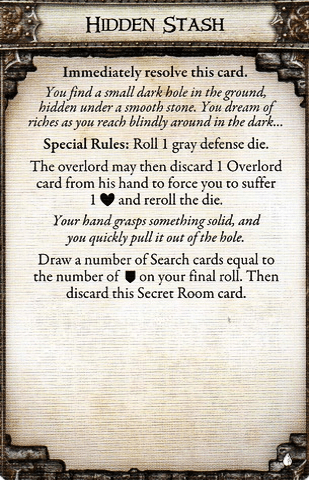 Hidden Stash
Immediately resolve this card.
You find a small dark hole in the ground,
hidden under a smooth stone. You dream of
riches as you reach blindly around in the dark...
Special Rules: Roll 1 gray defense die.
The overlord may then discard 1 Overlord
card from his hand to force you to suffer
1 ♥ and reroll the die.
Your hand grasps something solid, and
you quickly pull it out of the hole.
Draw a number of Search cards equal to
the number of on your final roll. Then
discard this Secret Room card.